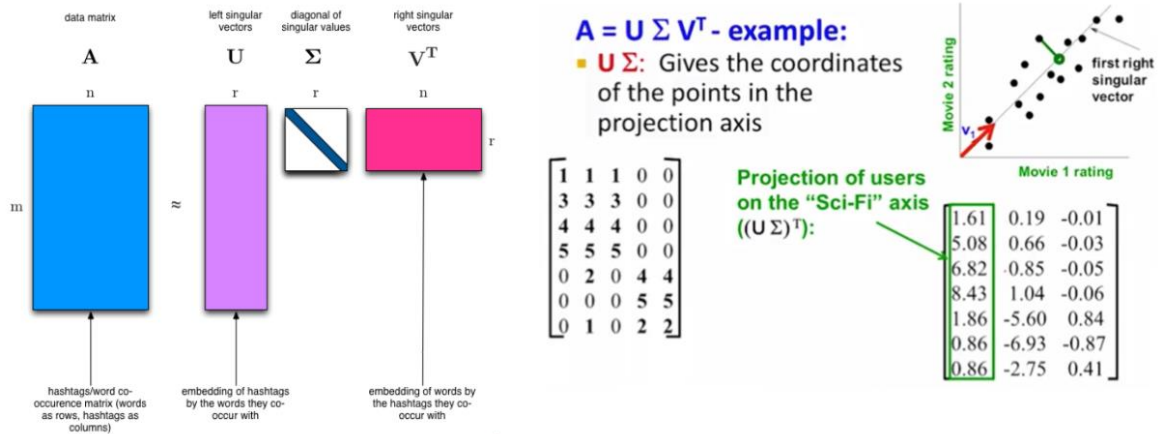 data matrix
A
n
m
≈
left singular
vectors
U
r
diagonal of
singular values
Σ
r
right singular
vectors
V^T
n
r
hashtags/word co-
occurence matrix (words
as rows, hashtags as
columns)
embedding of hashtags
by the words they co-
occur with
embedding of words by
the hashtags they co-
occur with
A = U Σ V^T - example:
U Σ: Gives the coordinates
of the points in the
projection axis
1 1 1 0 0
3 3 3 0 0
4 4 4 0 0
5 5 5 0 0
0 2 0 4 4
0 0 0 5 5
0 1 0 2 2
Movie 2 rating
v1
first right
singular
vector
Movie 1 rating
Projection of users
on the “Sci-Fi” axis
((U Σ)^T):
1.61 0.19 -0.01
5.08 0.66 -0.03
6.82 0.85 -0.05
8.43 1.04 -0.06
1.86 -5.60 0.84
0.86 -6.93 -0.87
0.86 -2.75 0.41